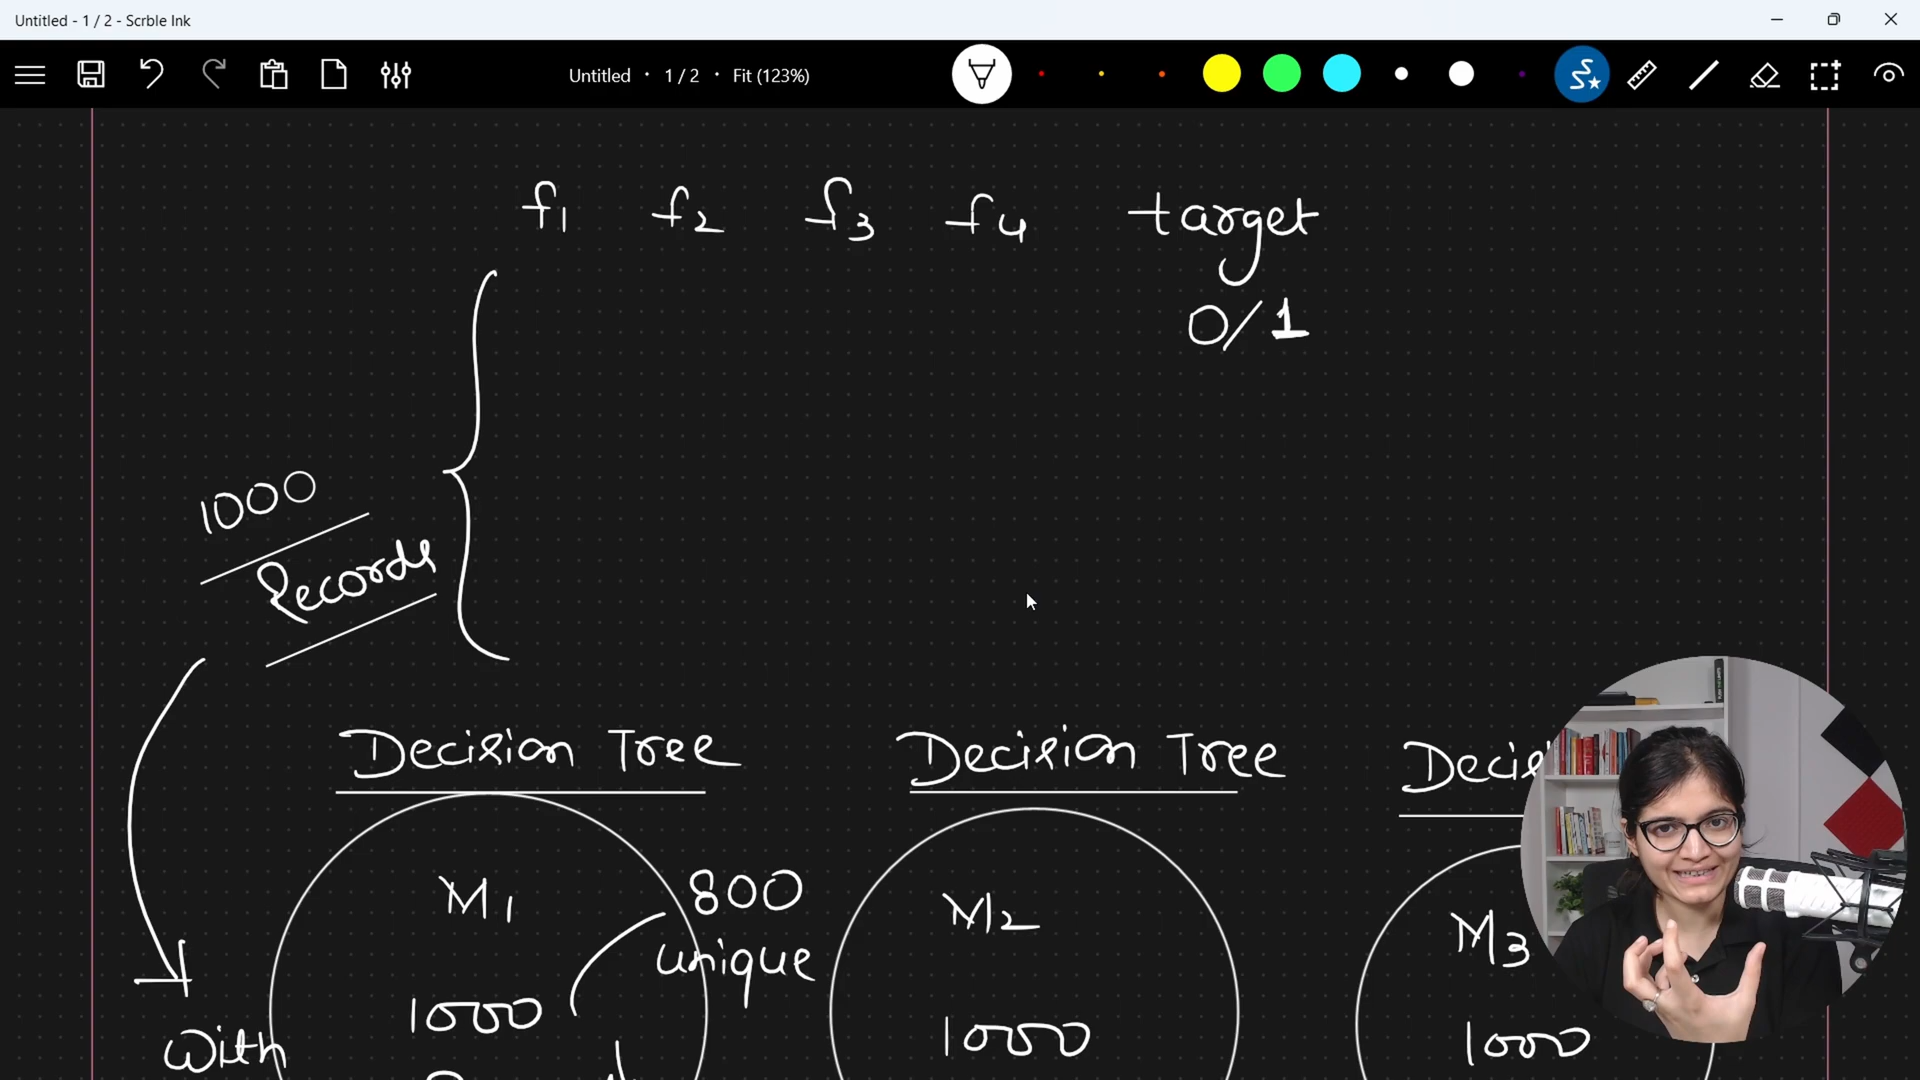 Untitled - 1 / 2 - Scrble Ink
Untitled • 1 / 2 • Fit (123%)
f1 f2 f3 f4 target
0/1
1000
Records
Decision Tree Decision Tree
M1 800 unique M2 M3
1000 1000 1000
With